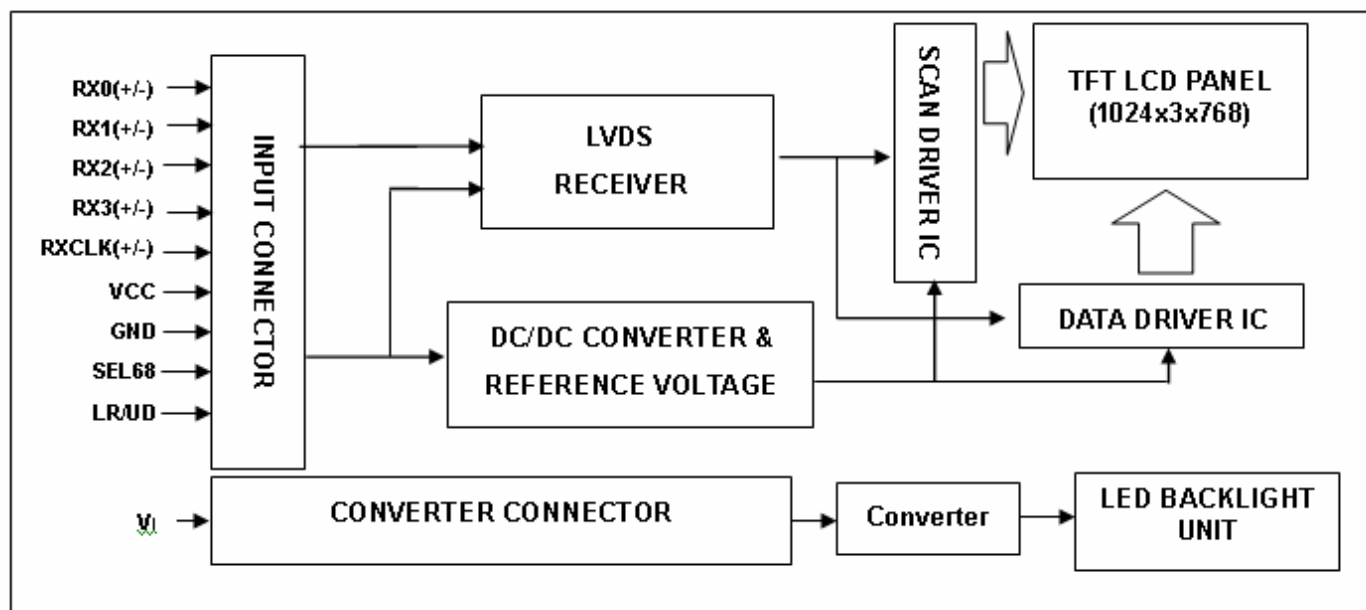 RX0(+/-)
RX1(+/-)
RX2(+/-)
RX3(+/-)
RXCLK(+/-)
VCC
GND
SEL68
LR/UD
INPUT CONNECTOR
LVDS
RECEIVER
DC/DC CONVERTER &
REFERENCE VOLTAGE
SCAN DRIVER IC
TFT LCD PANEL
(1024x3x768)
DATA DRIVER IC
VI
CONVERTER CONNECTOR
Converter
LED BACKLIGHT
UNIT